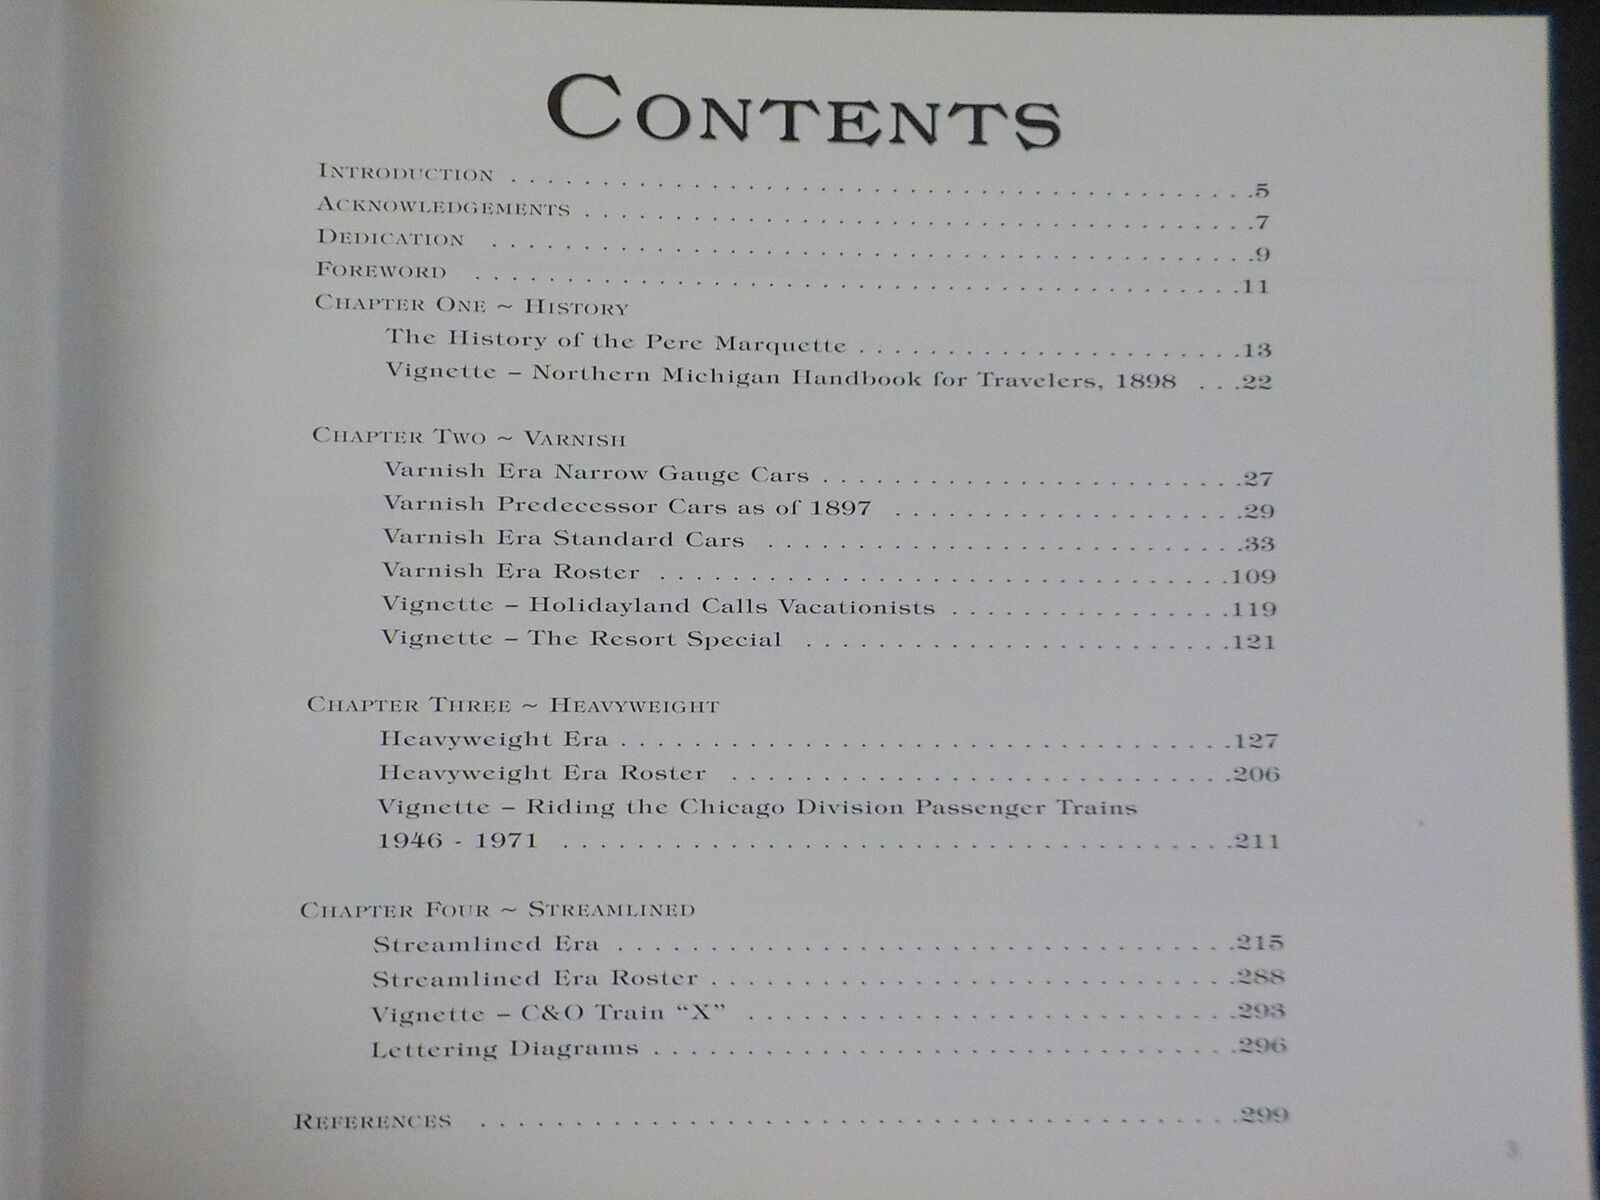 CONTENTS
INTRODUCTION . . . . . . . . . . . . . . . . . . . . . . . . . . . . . . . .5
ACKNOWLEDGEMENTS . . . . . . . . . . . . . . . . . . . . . . . . . . . . .7
DEDICATION . . . . . . . . . . . . . . . . . . . . . . . . . . . . . . . . .9
FOREWORD . . . . . . . . . . . . . . . . . . . . . . . . . . . . . . . . .11
CHAPTER ONE ~ HISTORY
The History of the Pere Marquette . . . . . . . . . . . . . . . . .13
Vignette – Northern Michigan Handbook for Travelers, 1898 . . .22
CHAPTER TWO ~ VARNISH
Varnish Era Narrow Gauge Cars . . . . . . . . . . . . . . . . . . .27
Varnish Predecessor Cars as of 1897 . . . . . . . . . . . . . . . .29
Varnish Era Standard Cars . . . . . . . . . . . . . . . . . . . . .33
Varnish Era Roster . . . . . . . . . . . . . . . . . . . . . . . . .109
Vignette – Holidayland Calls Vacationists . . . . . . . . . . . . .119
Vignette – The Resort Special . . . . . . . . . . . . . . . . . . .121
CHAPTER THREE ~ HEAVYWEIGHT
Heavyweight Era . . . . . . . . . . . . . . . . . . . . . . . . . . .127
Heavyweight Era Roster . . . . . . . . . . . . . . . . . . . . . . .206
Vignette – Riding the Chicago Division Passenger Trains
1946 - 1971 . . . . . . . . . . . . . . . . . . . . . . . . . . . . .211
CHAPTER FOUR ~ STREAMLINED
Streamlined Era . . . . . . . . . . . . . . . . . . . . . . . . . . .215
Streamlined Era Roster . . . . . . . . . . . . . . . . . . . . . . .288
Vignette – C&O Train “X” . . . . . . . . . . . . . . . . . . . . . .293
Lettering Diagrams . . . . . . . . . . . . . . . . . . . . . . . . .296
REFERENCES . . . . . . . . . . . . . . . . . . . . . . . . . . . . . .299
3